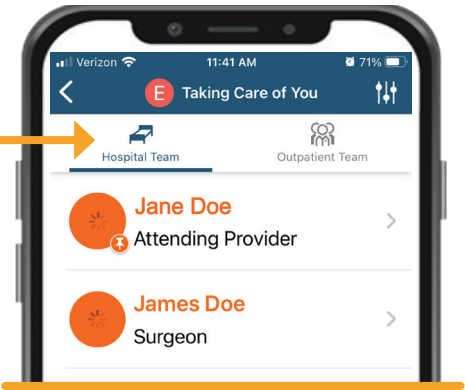 Verizon 11:41 AM 71%
E Taking Care of You
Hospital Team Outpatient Team
Jane Doe
Attending Provider
James Doe
Surgeon